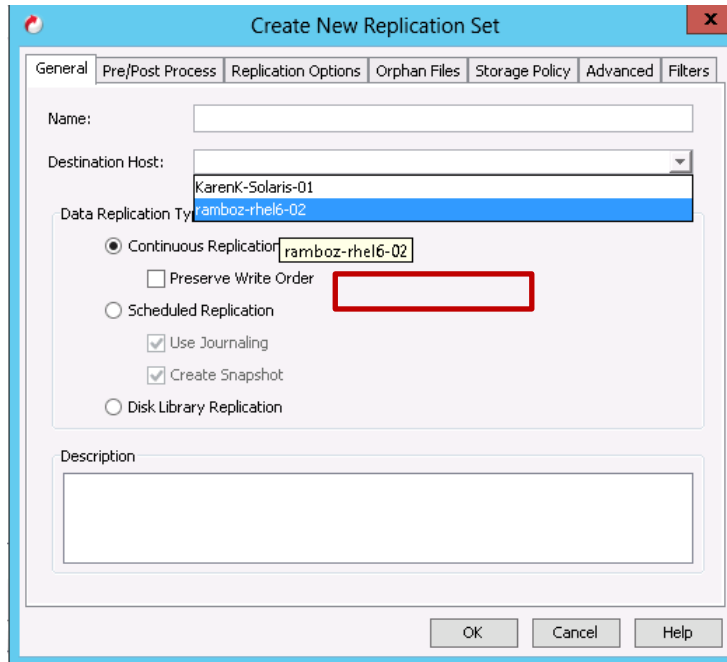 Create New Replication Set
x
General Pre/Post Process Replication Options Orphan Files Storage Policy Advanced Filters
Name:
Destination Host:
KarenK-Solaris-01
Data Replication Ty ramboz-rhel6-02
Continuous Replication ramboz-rhel6-02
Preserve Write Order
Scheduled Replication
Use Journaling
Create Snapshot
Disk Library Replication
Description
OK Cancel Help